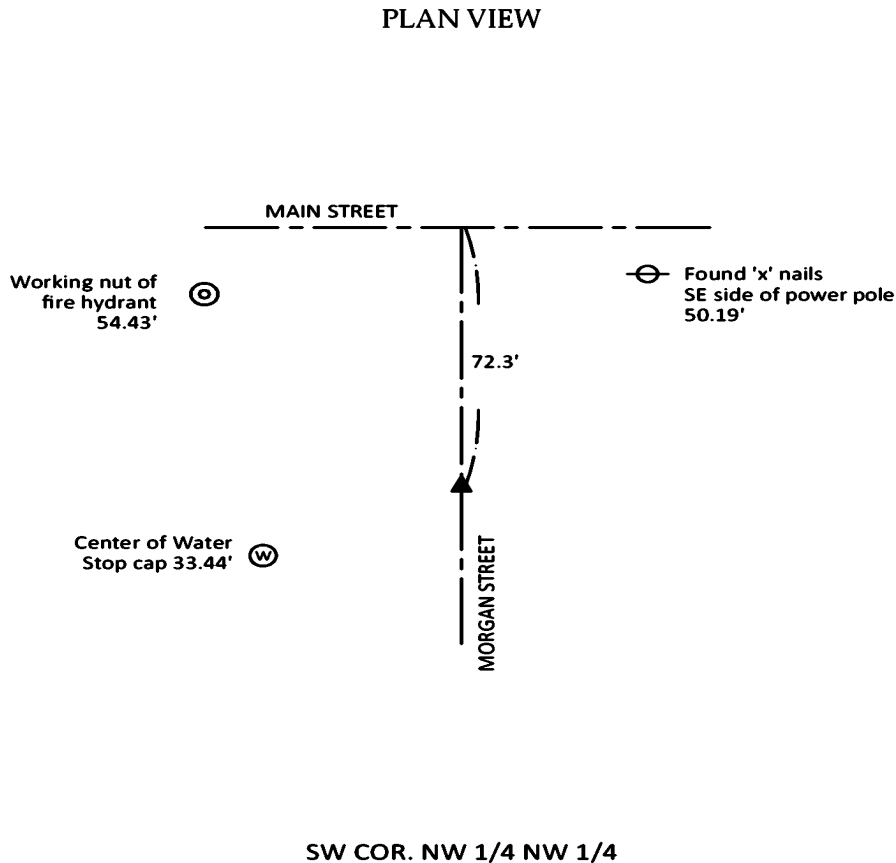 PLAN VIEW
MAIN STREET
Working nut of
fire hydrant
54.43'
Found 'x' nails
SE side of power pole
50.19'
72.3'
Center of Water
Stop cap 33.44'
W
MORGAN STREET
SW COR. NW 1/4 NW 1/4